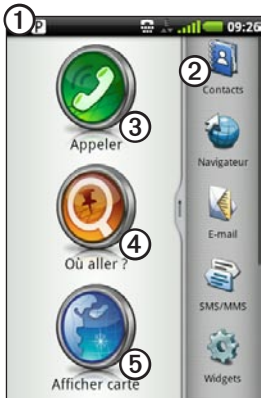 ① P 09:26
② Contacts
③ Appeler
Navigateur
④ Où aller ?
E-mail
SMS/MMS
⑤ Afficher carte
Widgets